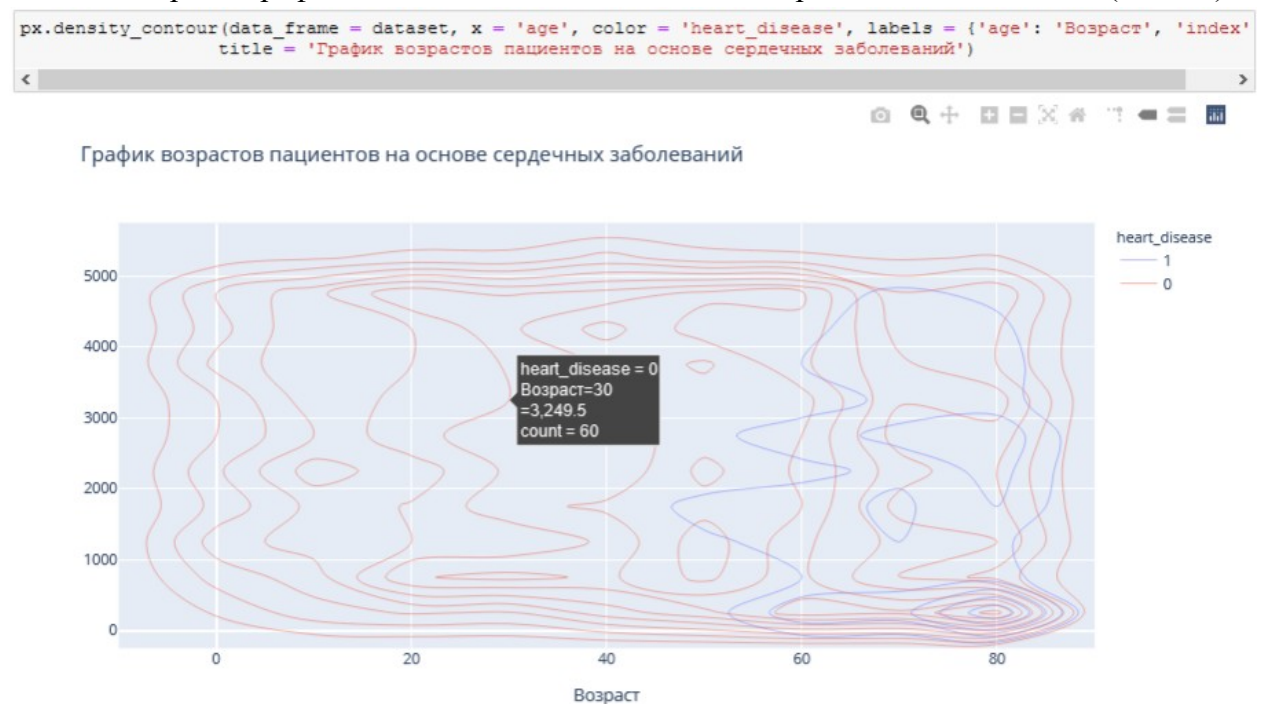 px.density_contour(data_frame = dataset, x = 'age', color = 'heart_disease', labels = {'age': 'Возраст', 'index'
title = 'График возрастов пациентов на основе сердечных заболеваний')
График возрастов пациентов на основе сердечных заболеваний
heart_disease
1
0
5000
4000
3000
2000
1000
0
heart_disease = 0
Возраст=30
=3,249.5
count = 60
0
20
40
60
80
Возраст